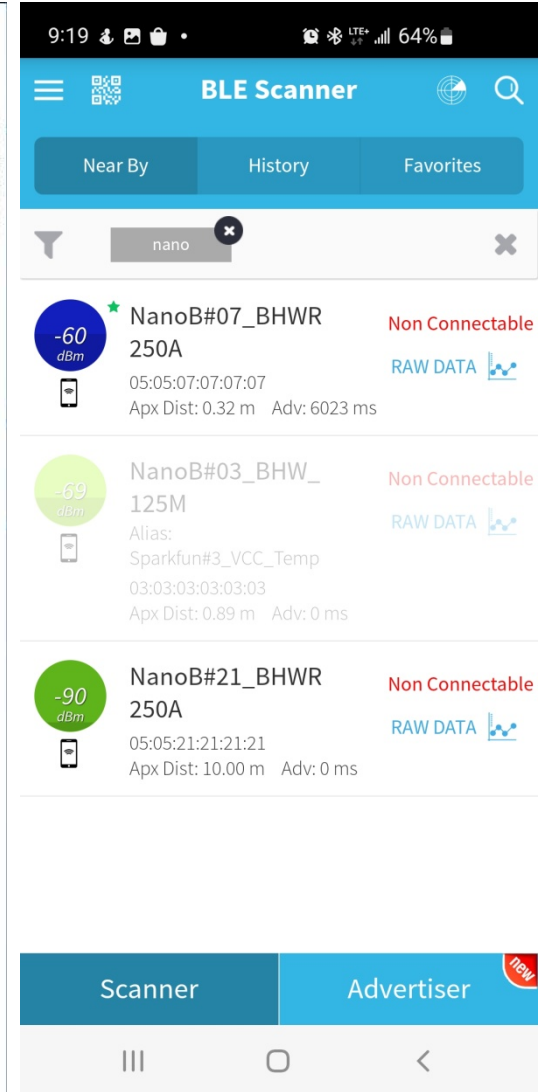 9:19
LTE+
64%
BLE Scanner
Near By
History
Favorites
nano
-60
dBm
NanoB#07_BHWR
250A
05:05:07:07:07:07
Apx Dist: 0.32 m Adv: 6023 ms
Non Connectable
RAW DATA
-69
dBm
NanoB#03_BHW_
125M
Alias:
Sparkfun#3_VCC_Temp
03:03:03:03:03:03
Apx Dist: 0.89 m Adv: 0 ms
Non Connectable
RAW DATA
-90
dBm
NanoB#21_BHWR
250A
05:05:21:21:21:21
Apx Dist: 10.00 m Adv: 0 ms
Non Connectable
RAW DATA
Scanner
Advertiser
new